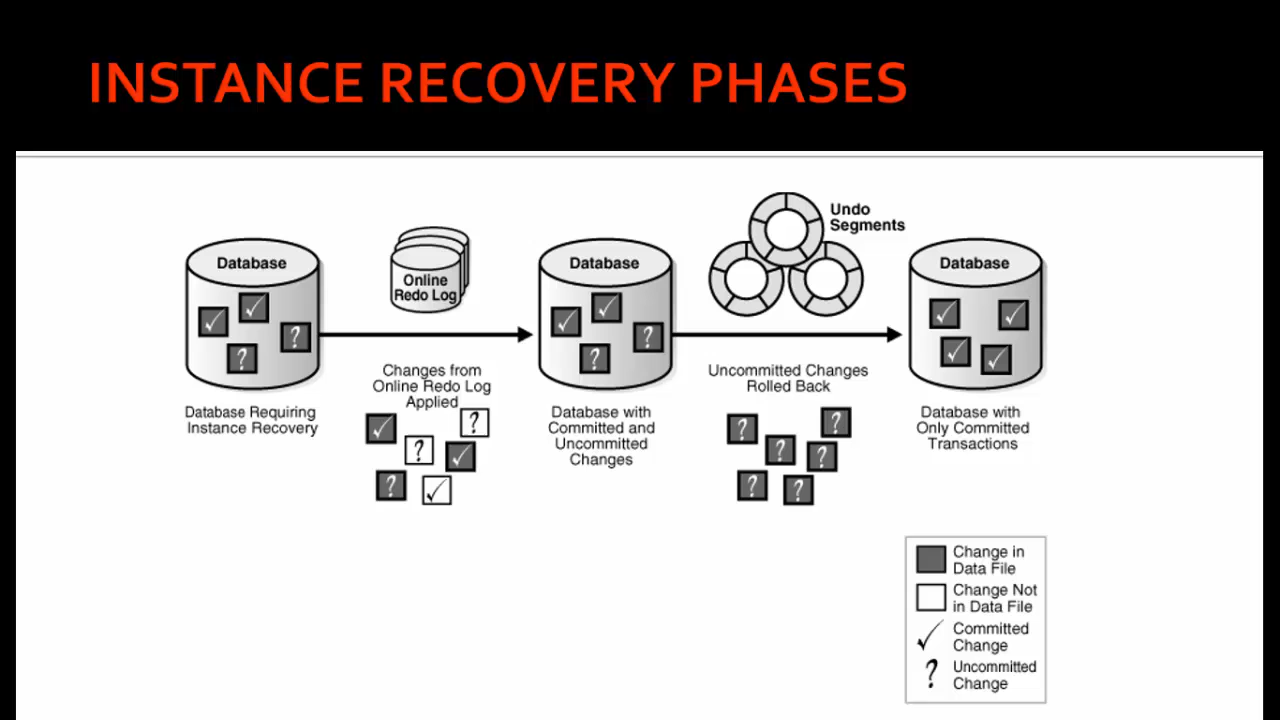 INSTANCE RECOVERY PHASES
Undo
Segments
Database
Online
Redo Log
Database
Database
Changes from
Online Redo Log
Applied
Uncommitted Changes
Rolled Back
Database Requiring
Instance Recovery
Database with
Committed and
Uncommitted
Changes
Database with
Only Committed
Transactions
Change in
Data File
Change Not
in Data File
Committed
Change
Uncommitted
Change